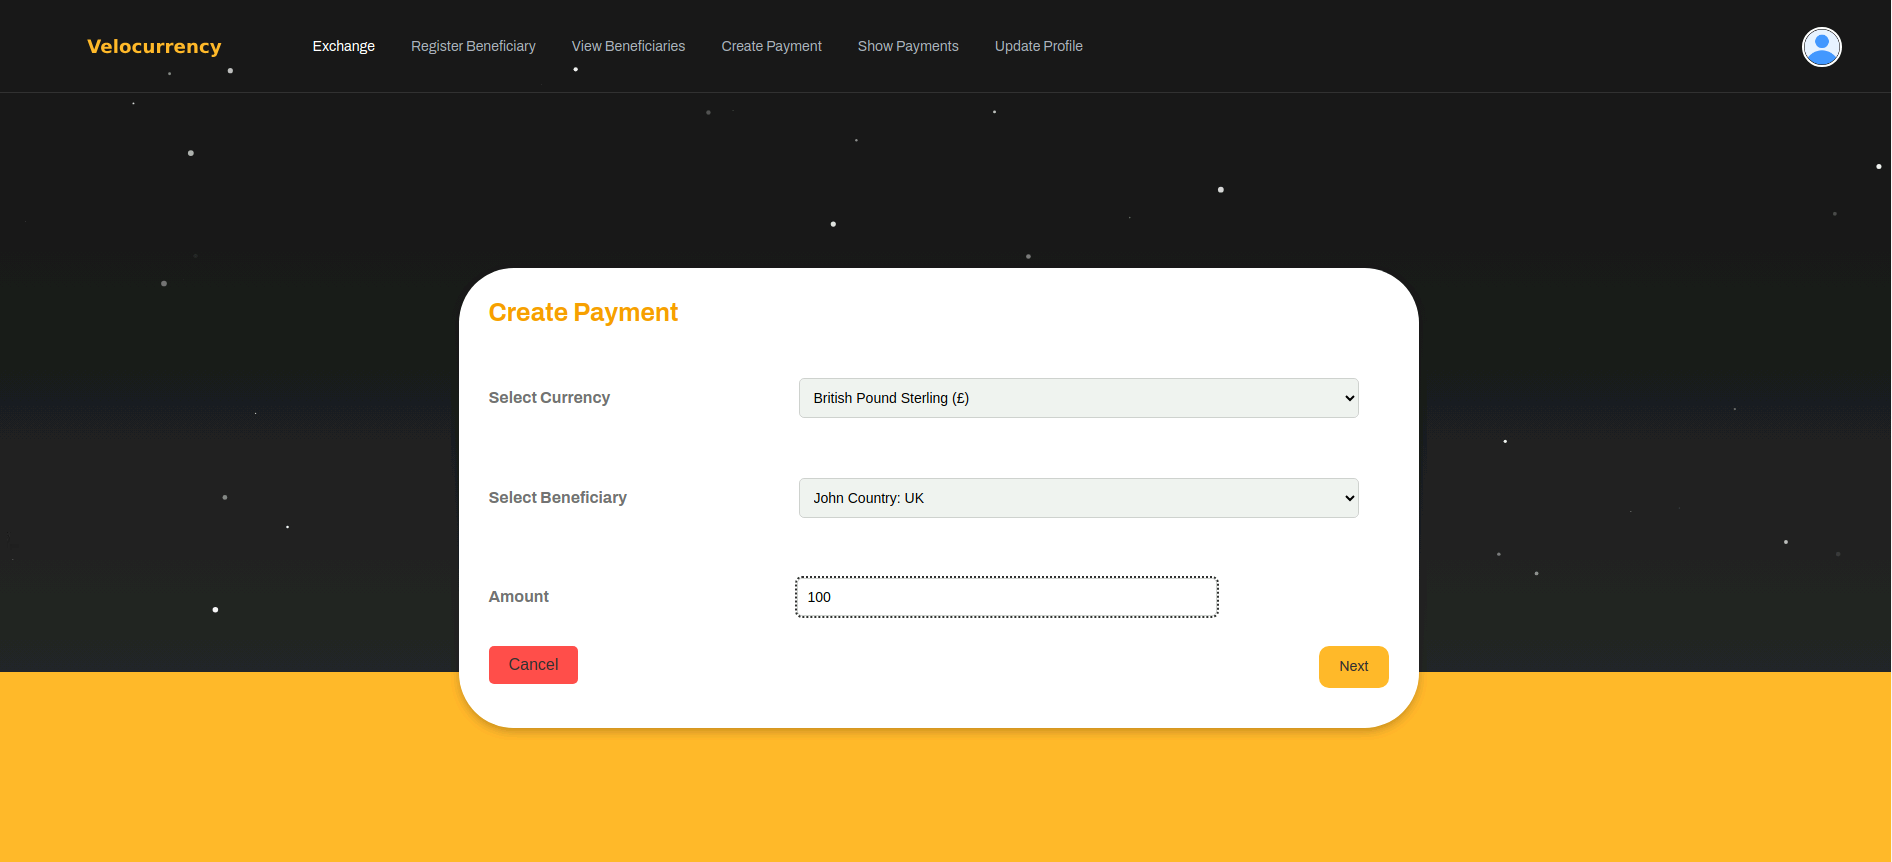 Velocurrency
Exchange
Register Beneficiary
View Beneficiaries
Create Payment
Show Payments
Update Profile
Create Payment
Select Currency
British Pound Sterling (£)
Select Beneficiary
John Country: UK
Amount
100
Cancel
Next